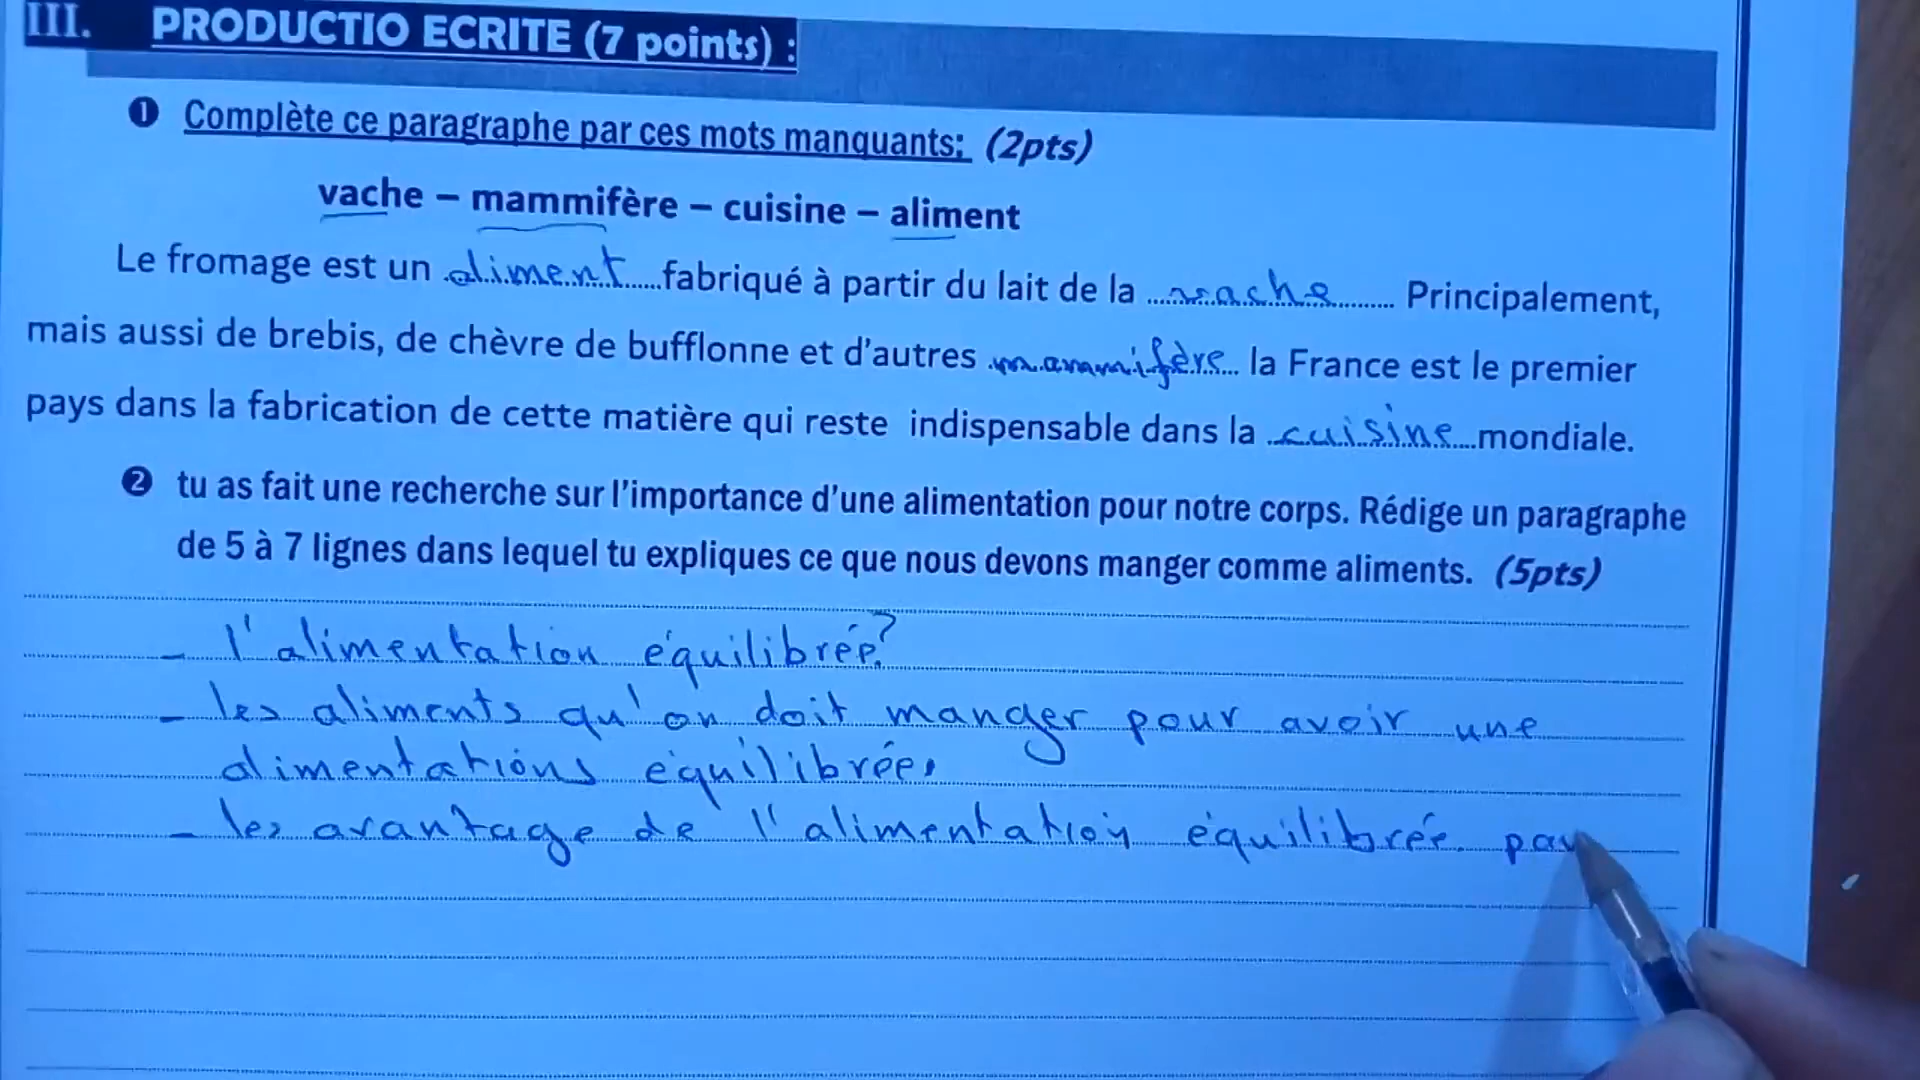 III. PRODUCTIO ECRITE (7 points) :
❶ Complète ce paragraphe par ces mots manquants: (2pts)
vache – mammifère – cuisine – aliment
Le fromage est un aliment fabriqué à partir du lait de la vache Principalement,
mais aussi de brebis, de chèvre de bufflonne et d'autres mammifère la France est le premier
pays dans la fabrication de cette matière qui reste indispensable dans la cuisine mondiale.
❷ tu as fait une recherche sur l'importance d'une alimentation pour notre corps. Rédige un paragraphe
de 5 à 7 lignes dans lequel tu expliques ce que nous devons manger comme aliments. (5pts)
- l'alimentation équilibrée?
- les aliments qu'on doit manger pour avoir une
alimentations équilibrée.
- les avantage de l'alimentation équilibrée